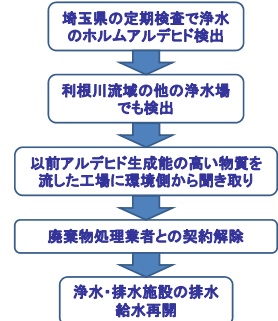 埼玉県の定期検査で浄水
のホルムアルデヒド検出
利根川流域の他の浄水場
でも検出
以前アルデヒド生成能の高い物質を
流した工場に環境側から聞き取り
廃棄物処理業者との契約解除
浄水・排水施設の排水
給水再開